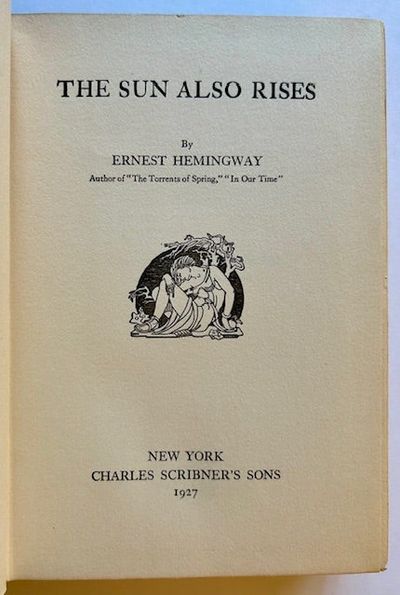 THE SUN ALSO RISES
By
ERNEST HEMINGWAY
Author of "The Torrents of Spring," "In Our Time"
NEW YORK
CHARLES SCRIBNER'S SONS
1927